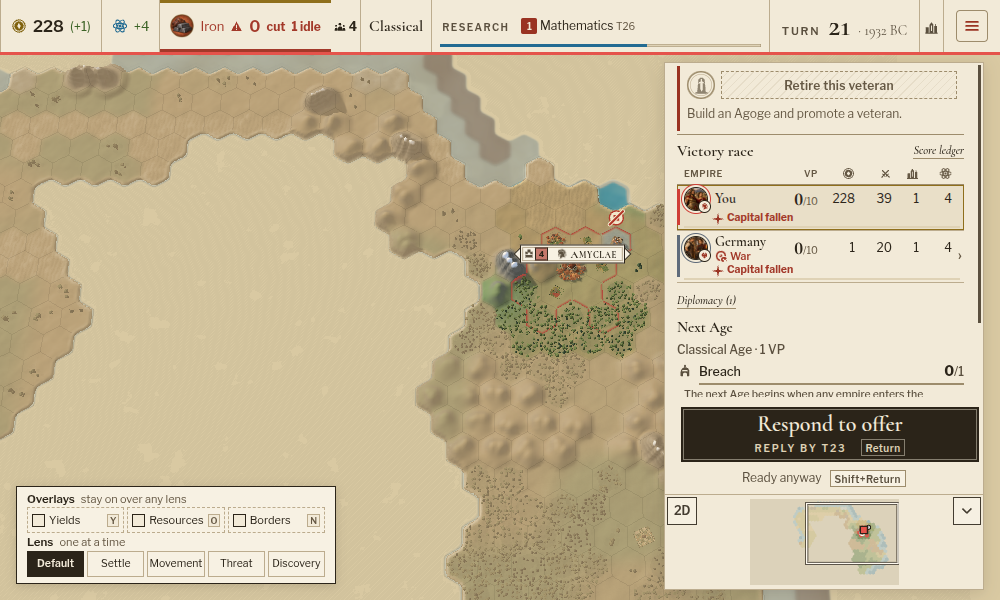 228 (+1)
+4
Iron 0 cut 1 idle
4
Classical
RESEARCH 1 Mathematics T26
TURN 21 · 1932 BC
Retire this veteran
Build an Agoge and promote a veteran.
Victory race Score ledger
EMPIRE VP
You 0/10 228 39 1 4
Capital fallen
Germany 0/10 1 20 1 4 ›
War
Capital fallen
Diplomacy (1)
Next Age
Classical Age · 1 VP
Breach 0/1
The next Age begins when any empire enters the
Respond to offer
REPLY BY T23 Return
Ready anyway Shift+Return
2D
4 AMYCLAE
Overlays stay on over any lens
Yields Y Resources O Borders N
Lens one at a time
Default Settle Movement Threat Discovery